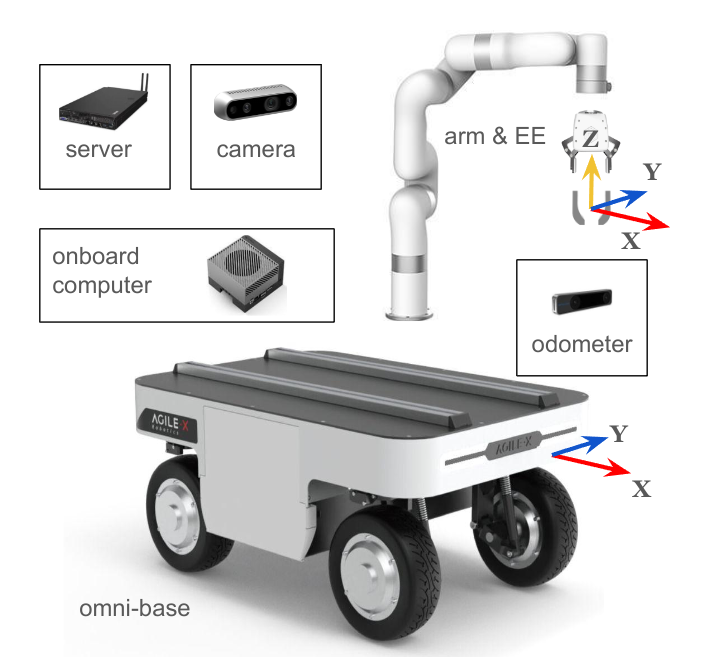 server
camera
arm & EE
Z
Y
X
onboard
computer
odometer
AGILE X
Robotics
AGILE·X
Y
X
omni-base